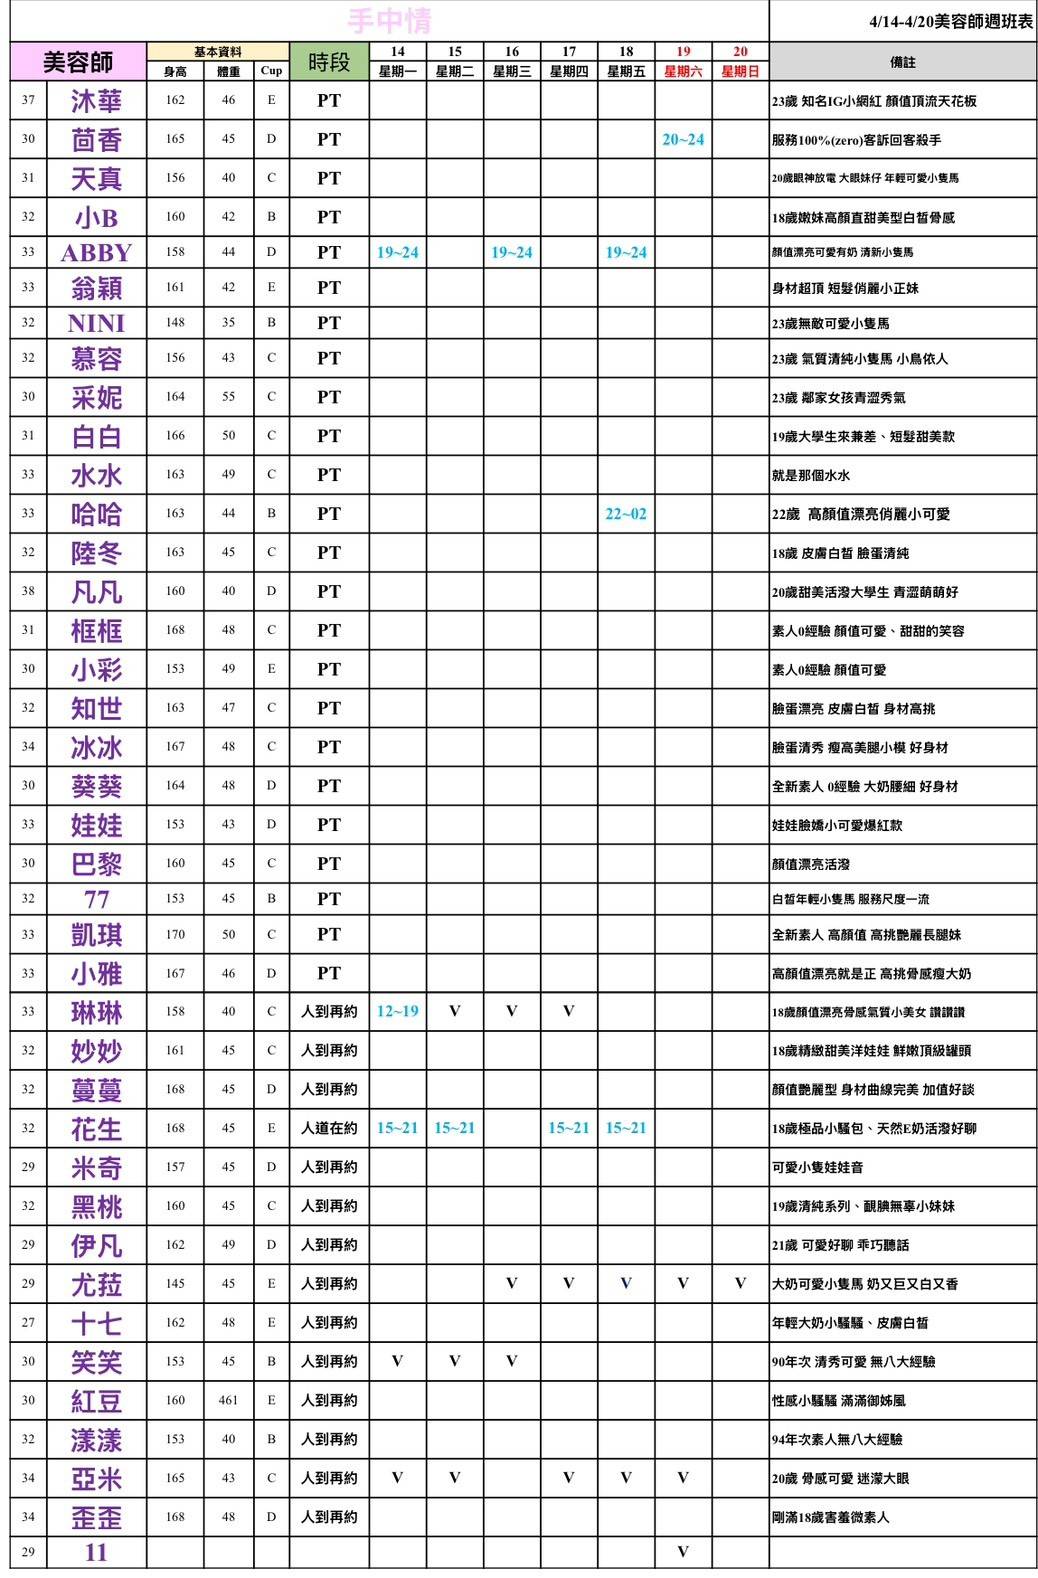 手中情 4/14-4/20美容師週班表
美容師 基本資料 時段 14 15 16 17 18 19 20 備註
身高 體重 Cup 星期一 星期二 星期三 星期四 星期五 星期六 星期日
37 沐華 162 46 E PT 23歲 知名IG小網紅 顏值頂流天花板
30 茴香 165 45 D PT 20~24 服務100%(zero)客訴回客殺手
31 天真 156 40 C PT 20歲眼神放電 大眼妹仔 年輕可愛小隻馬
32 小B 160 42 B PT 18歲嫩妹高顏直甜美型白皙骨感
33 ABBY 158 44 D PT 19~24 19~24 19~24 顏值漂亮可愛有奶 清新小隻馬
33 翁穎 161 42 E PT 身材超頂 短髮俏麗小正妹
32 NINI 148 35 B PT 23歲無敵可愛小隻馬
32 慕容 156 43 C PT 23歲 氣質清純小隻馬 小鳥依人
30 采妮 164 55 C PT 23歲 鄰家女孩青澀秀氣
31 白白 166 50 C PT 19歲大學生來兼差、短髮甜美款
33 水水 163 49 C PT 就是那個水水
33 哈哈 163 44 B PT 22~02 22歲 高顏值漂亮俏麗小可愛
32 陸冬 163 45 C PT 18歲 皮膚白皙 臉蛋清純
38 凡凡 160 40 D PT 20歲甜美活潑大學生 青澀萌萌好
31 框框 168 48 C PT 素人0經驗 顏值可愛、甜甜的笑容
30 小彩 153 49 E PT 素人0經驗 顏值可愛
32 知世 163 47 C PT 臉蛋漂亮 皮膚白皙 身材高挑
34 冰冰 167 48 C PT 臉蛋清秀 瘦高美腿小模 好身材
30 葵葵 164 48 D PT 全新素人 0經驗 大奶腰細 好身材
33 娃娃 153 43 D PT 娃娃臉嬌小可愛爆紅款
30 巴黎 160 45 C PT 顏值漂亮活潑
32 77 153 45 B PT 白皙年輕小隻馬 服務尺度一流
33 凱琪 170 50 C PT 全新素人 高顏值 高挑艷麗長腿妹
33 小雅 167 46 D PT 高顏值漂亮就是正 高挑骨感瘦大奶
33 琳琳 158 40 C 人到再約 12~19 V V V 18歲顏值漂亮骨感氣質小美女 讚讚讚
32 妙妙 161 45 C 人到再約 18歲精緻甜美洋娃娃 鮮嫩頂級罐頭
32 蔓蔓 168 45 D 人到再約 顏值艷麗型 身材曲線完美 加值好談
32 花生 168 45 E 人道在約 15~21 15~21 15~21 15~21 18歲極品小騷包、天然E奶活潑好聊
29 米奇 157 45 D 人到再約 可愛小隻娃娃音
32 黑桃 160 45 C 人到再約 19歲清純系列、靦腆無辜小妹妹
29 伊凡 162 49 D 人到再約 21歲 可愛好聊 乖巧聽話
29 尤菈 145 45 E 人到再約 V V V V V 大奶可愛小隻馬 奶又巨又白又香
27 十七 162 48 E 人到再約 年輕大奶小騷騷、皮膚白皙
30 笑笑 153 45 B 人到再約 V V V 90年次 清秀可愛 無八大經驗
30 紅豆 160 461 E 人到再約 性感小騷騷 滿滿御姊風
32 漾漾 153 40 B 人到再約 94年次素人無八大經驗
34 亞米 165 43 C 人到再約 V V V V V 20歲 骨感可愛 迷濛大眼
34 歪歪 168 48 D 人到再約 剛滿18歲害羞微素人
29 11 V